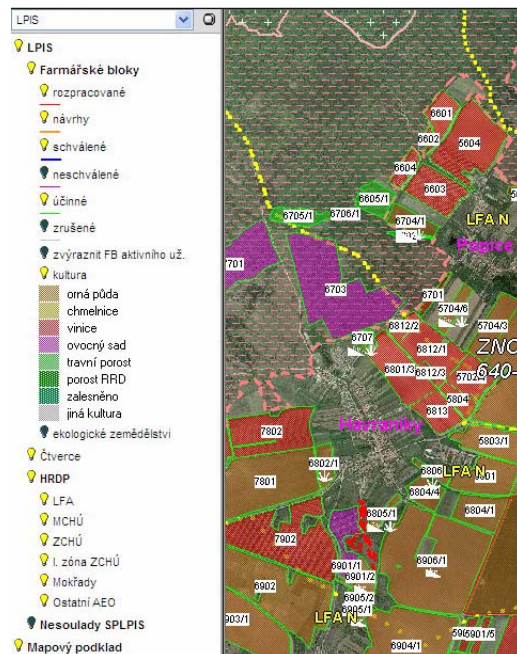 LPIS
LPIS
Farmářské bloky
rozpracované
návrhy
schválené
neschválené
účinné
zrušené
zvýraznit FB aktivního už.
kultura
orná půda
chmelnice
vinice
ovocný sad
travní porost
porost RRD
zalesněno
jiná kultura
ekologické zemědělství
Čtverce
HRDP
LFA
MCHÚ
ZCHÚ
I. zóna ZCHÚ
Mokřady
Ostatní AEO
Nesoulady SPLPIS
Mapový podklad
6601
6602
5604
6604
6603
6605/1
6705/1
6706/1
6704/1
LFA N
Popice
7701
6703
6701
5704/6
6812/2
5704/3
6707
6812/1
ZNO
6801/3
6812/3
640-
5804
6813
Havraníky
7802
5803/1
6802/1
6806
LFA N
7801
6804/4
6804/1
6805/1
7902
6901/1
6906/1
6902
6901/2
6905/2
6905/1
LFA N
6904/1
5901/5